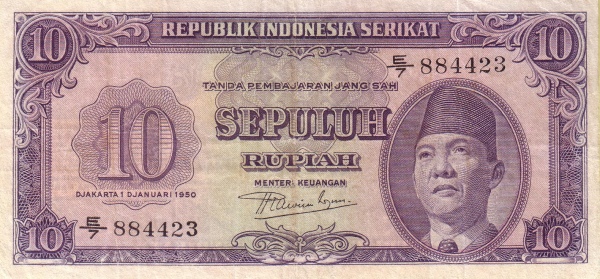 10 REPUBLIK INDONESIA SERIKAT 10
E/7 884423
TANDA PEMBAJARAN JANG SAH
10 SEPULUH
RUPIAH
DJAKARTA 1 DJANUARI 1950
MENTERI KEUANGAN
E/7 884423
10 10